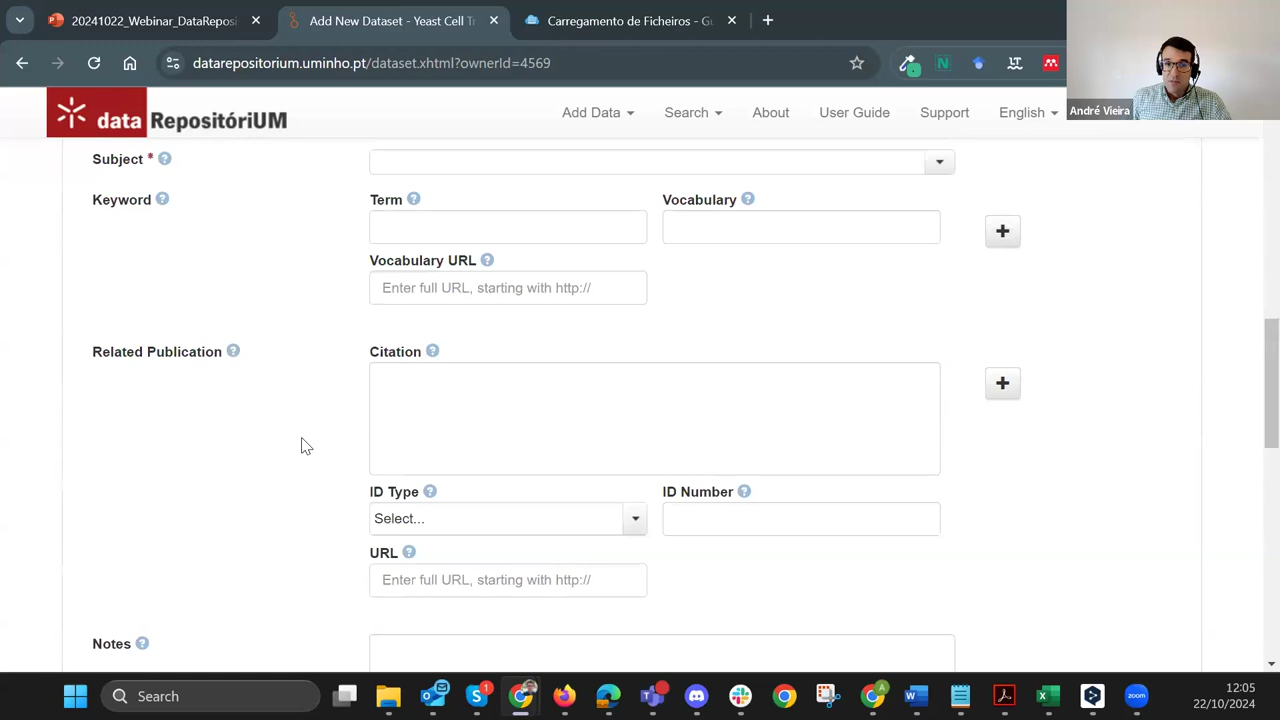 20241022_Webinar_DataReposi
Add New Dataset - Yeast Cell Tr
Carregamento de Ficheiros - Gu
datarepositorium.uminho.pt/dataset.xhtml?ownerId=4569
André Vieira
data RepositóriUM
Add Data
Search
About
User Guide
Support
English
Subject *
Keyword
Term
Vocabulary
Vocabulary URL
Enter full URL, starting with http://
Related Publication
Citation
ID Type
ID Number
Select...
URL
Enter full URL, starting with http://
Notes
Search
12:05
22/10/2024